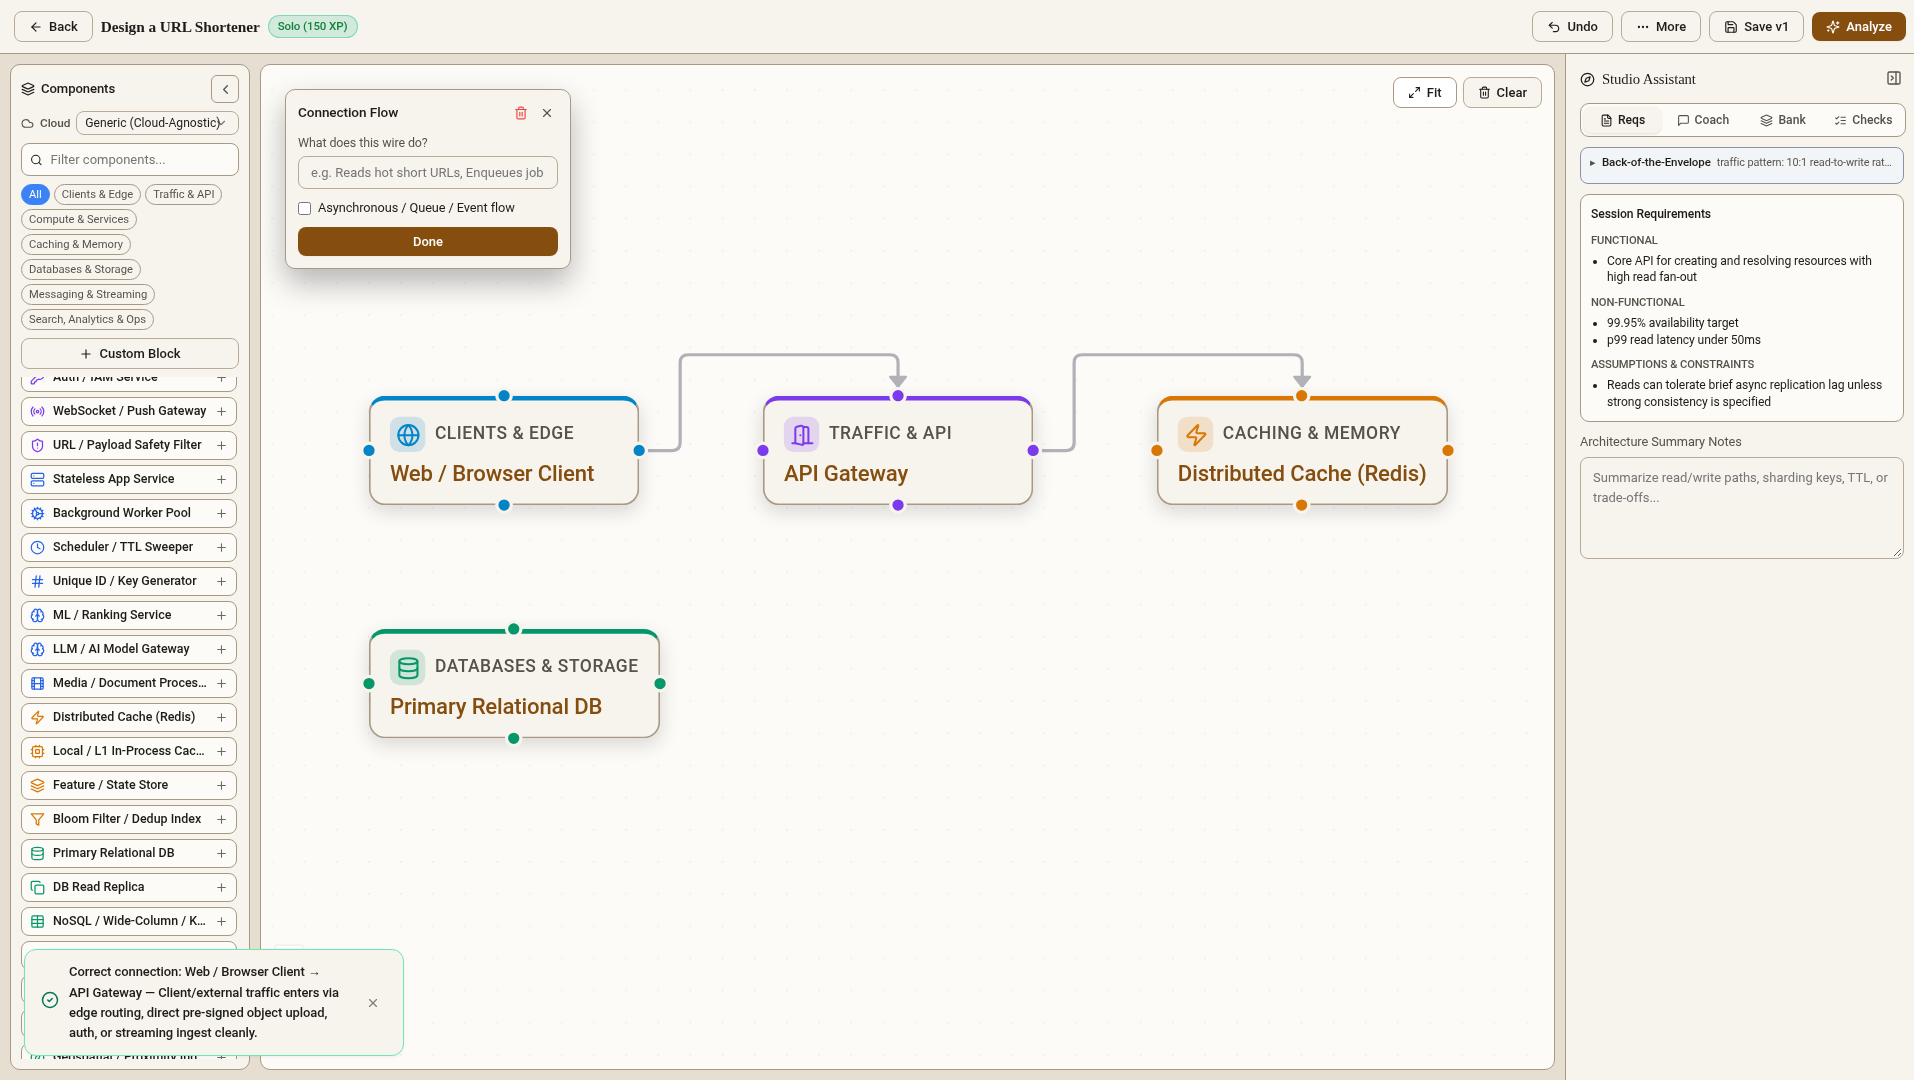 Back
Design a URL Shortener
Solo (150 XP)
Undo
More
Save v1
Analyze
Components
Cloud
Generic (Cloud-Agnostic)
Filter components...
All
Clients & Edge
Traffic & API
Compute & Services
Caching & Memory
Databases & Storage
Messaging & Streaming
Search, Analytics & Ops
Custom Block
Auth / IAM Service
WebSocket / Push Gateway
URL / Payload Safety Filter
Stateless App Service
Background Worker Pool
Scheduler / TTL Sweeper
Unique ID / Key Generator
ML / Ranking Service
LLM / AI Model Gateway
Media / Document Proces...
Distributed Cache (Redis)
Local / L1 In-Process Cac...
Feature / State Store
Bloom Filter / Dedup Index
Primary Relational DB
DB Read Replica
NoSQL / Wide-Column / K...
Correct connection: Web / Browser Client →
API Gateway — Client/external traffic enters via
edge routing, direct pre-signed object upload,
auth, or streaming ingest cleanly.
Connection Flow
What does this wire do?
e.g. Reads hot short URLs, Enqueues job
Asynchronous / Queue / Event flow
Done
Fit
Clear
CLIENTS & EDGE
Web / Browser Client
TRAFFIC & API
API Gateway
CACHING & MEMORY
Distributed Cache (Redis)
DATABASES & STORAGE
Primary Relational DB
Studio Assistant
Reqs
Coach
Bank
Checks
Back-of-the-Envelope traffic pattern: 10:1 read-to-write rat...
Session Requirements
FUNCTIONAL
• Core API for creating and resolving resources with
high read fan-out
NON-FUNCTIONAL
• 99.95% availability target
• p99 read latency under 50ms
ASSUMPTIONS & CONSTRAINTS
• Reads can tolerate brief async replication lag unless
strong consistency is specified
Architecture Summary Notes
Summarize read/write paths, sharding keys, TTL, or
trade-offs...